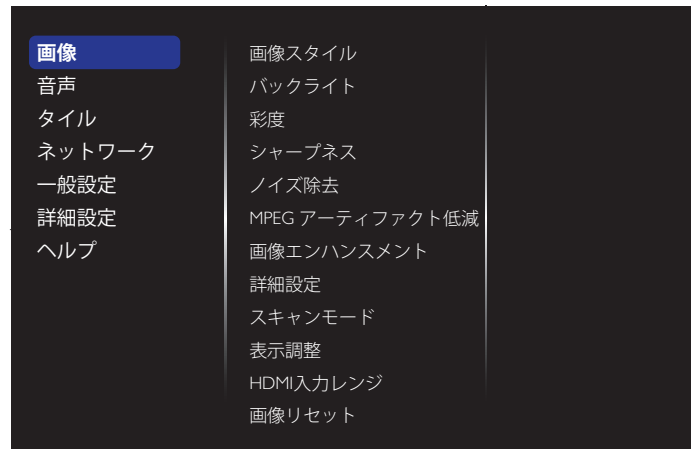 画像
音声
タイル
ネットワーク
一般設定
詳細設定
ヘルプ
画像スタイル
バックライト
彩度
シャープネス
ノイズ除去
MPEG アーティファクト低減
画像エンハンスメント
詳細設定
スキャンモード
表示調整
HDMI入力レンジ
画像リセット